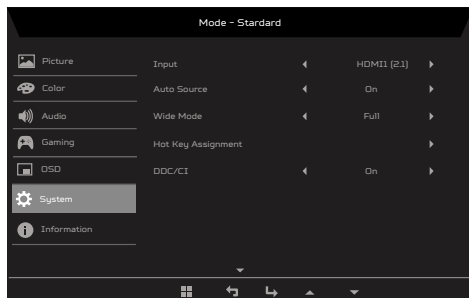 Mode - Stardard
Picture
Color
Audio
Gaming
OSD
System
Information
Input HDMI1 (2.1)
Auto Source On
Wide Mode Full
Hot Key Assignment
DDC/CI On